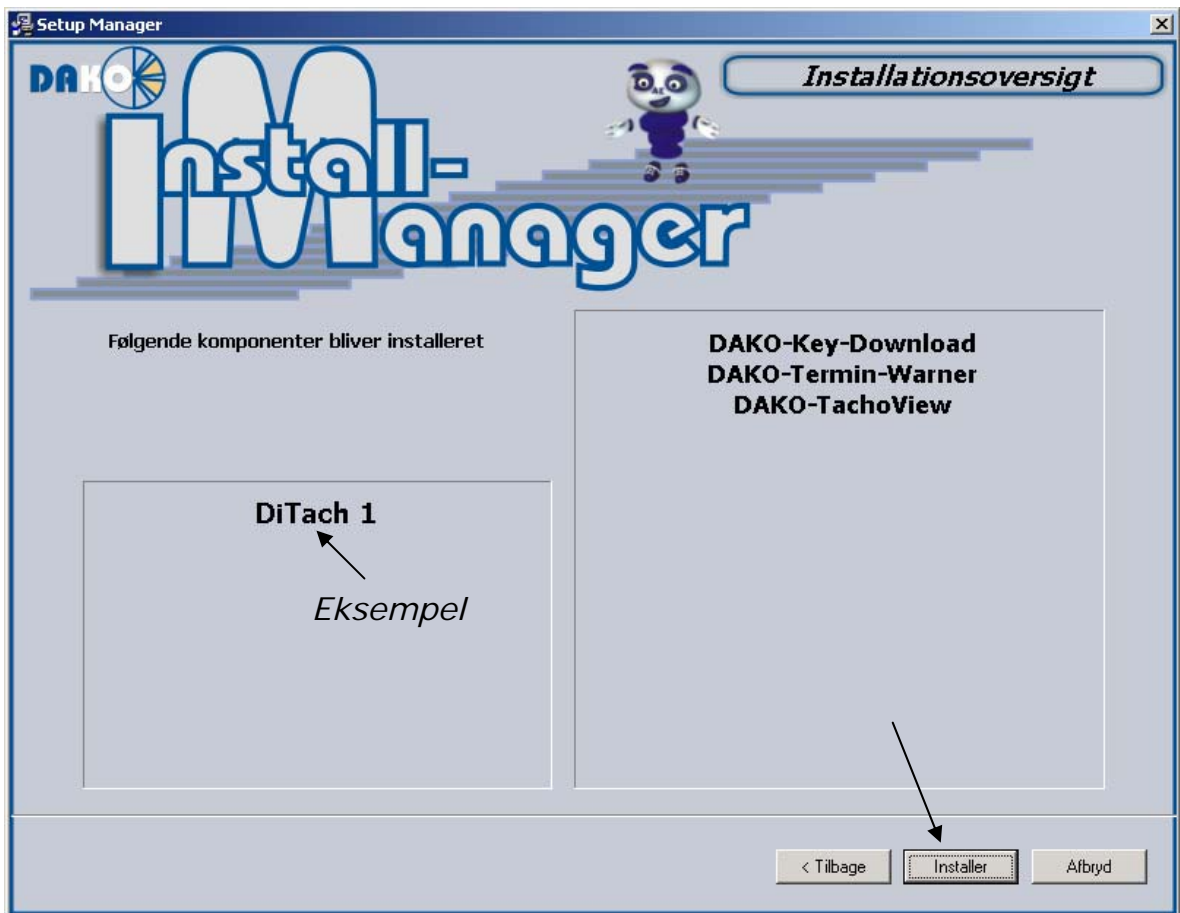 Setup Manager
DAKO
Installationsoversigt
Install-
Manager
Følgende komponenter bliver installeret
DAKO-Key-Download
DAKO-Termin-Warner
DAKO-TachoView
DiTach 1
Eksempel
< Tilbage
Installer
Afbryd